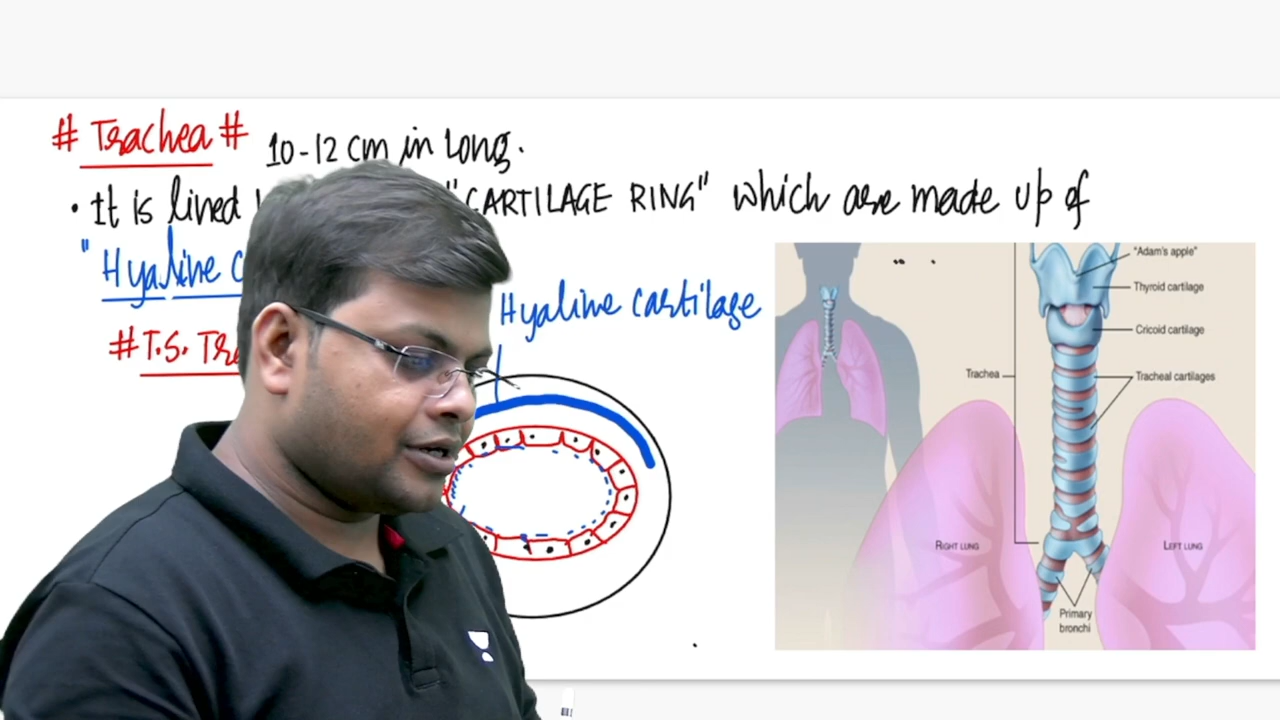 # Trachea # 10-12 cm in long.
• It is lined "CARTILAGE RING" which are made up of
"Hyaline
Hyaline cartilage
# T.S.
"Adam's apple"
Thyroid cartilage
Cricoid cartilage
Trachea
Tracheal cartilages
RIGHT LUNG
LEFT LUNG
Primary
bronchi